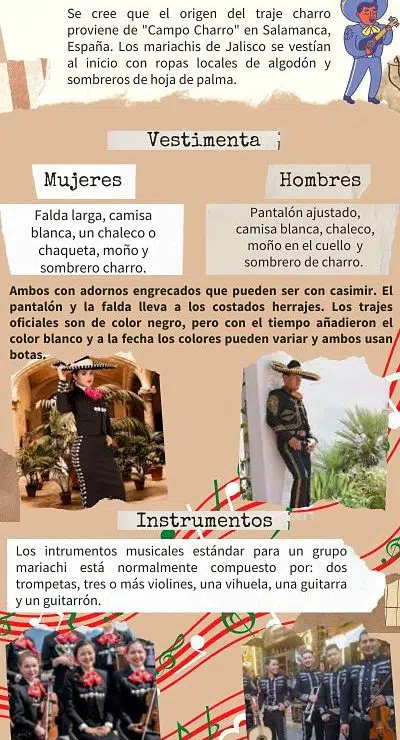 Se cree que el origen del traje charro
proviene de "Campo Charro" en Salamanca,
España. Los mariachis de Jalisco se vestían
al inicio con ropas locales de algodón y
sombreros de hoja de palma.
Vestimenta
Mujeres
Falda larga, camisa
blanca, un chaleco o
chaqueta, moño y
sombrero charro.
Hombres
Pantalón ajustado,
camisa blanca, chaleco,
moño en el cuello y
sombrero de charro.
Ambos con adornos engrecados que pueden ser con casimir. El
pantalón y la falda lleva a los costados herrajes. Los trajes
oficiales son de color negro, pero con el tiempo añadieron el
color blanco y a la fecha los colores pueden variar y ambos usan
botas.
Instrumentos
Los intrumentos musicales estándar para un grupo
mariachi está normalmente compuesto por: dos
trompetas, tres o más violines, una vihuela, una guitarra
y un guitarrón.